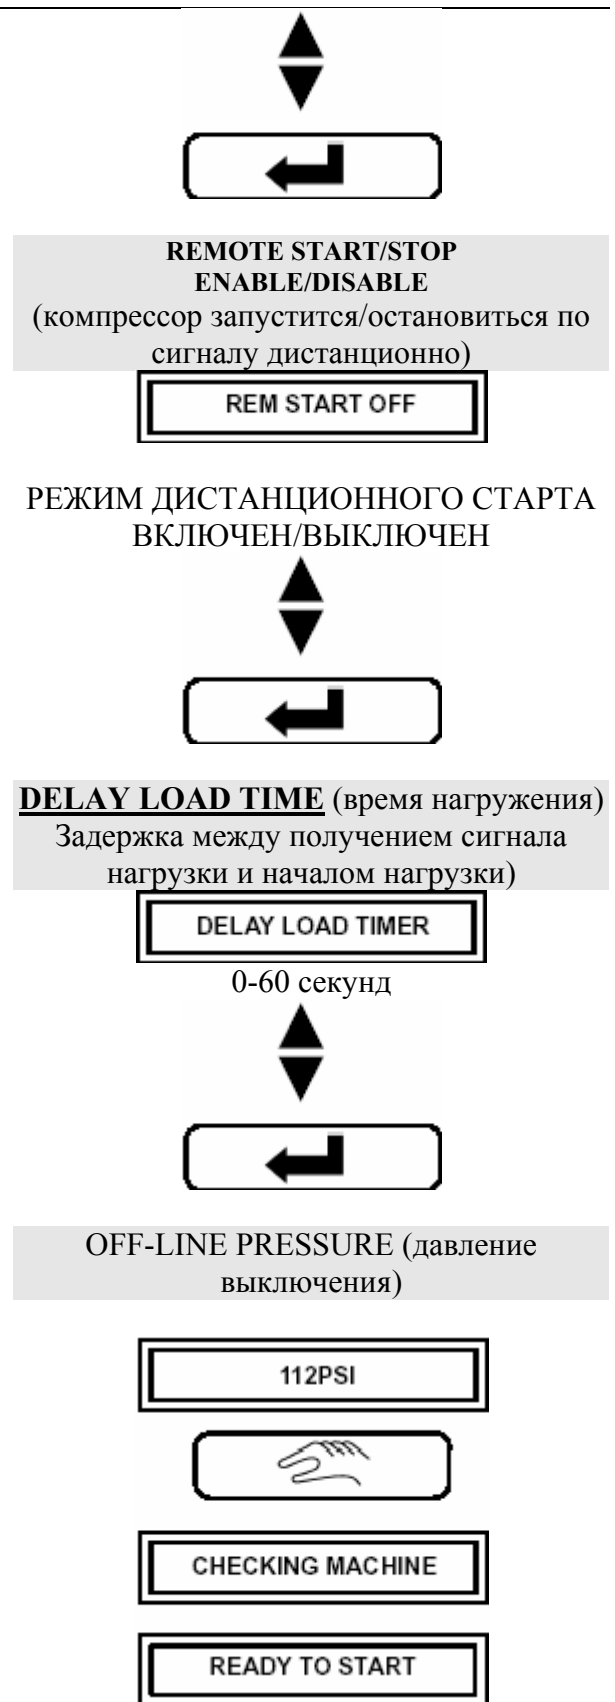 REMOTE START/STOP
ENABLE/DISABLE
(компрессор запустится/остановиться по
сигналу дистанционно)
REM START OFF
РЕЖИМ ДИСТАНЦИОННОГО СТАРТА
ВКЛЮЧЕН/ВЫКЛЮЧЕН
DELAY LOAD TIME (время нагружения)
Задержка между получением сигнала
нагрузки и началом нагрузки)
DELAY LOAD TIMER
0-60 секунд
OFF-LINE PRESSURE (давление
выключения)
112PSI
CHECKING MACHINE
READY TO START